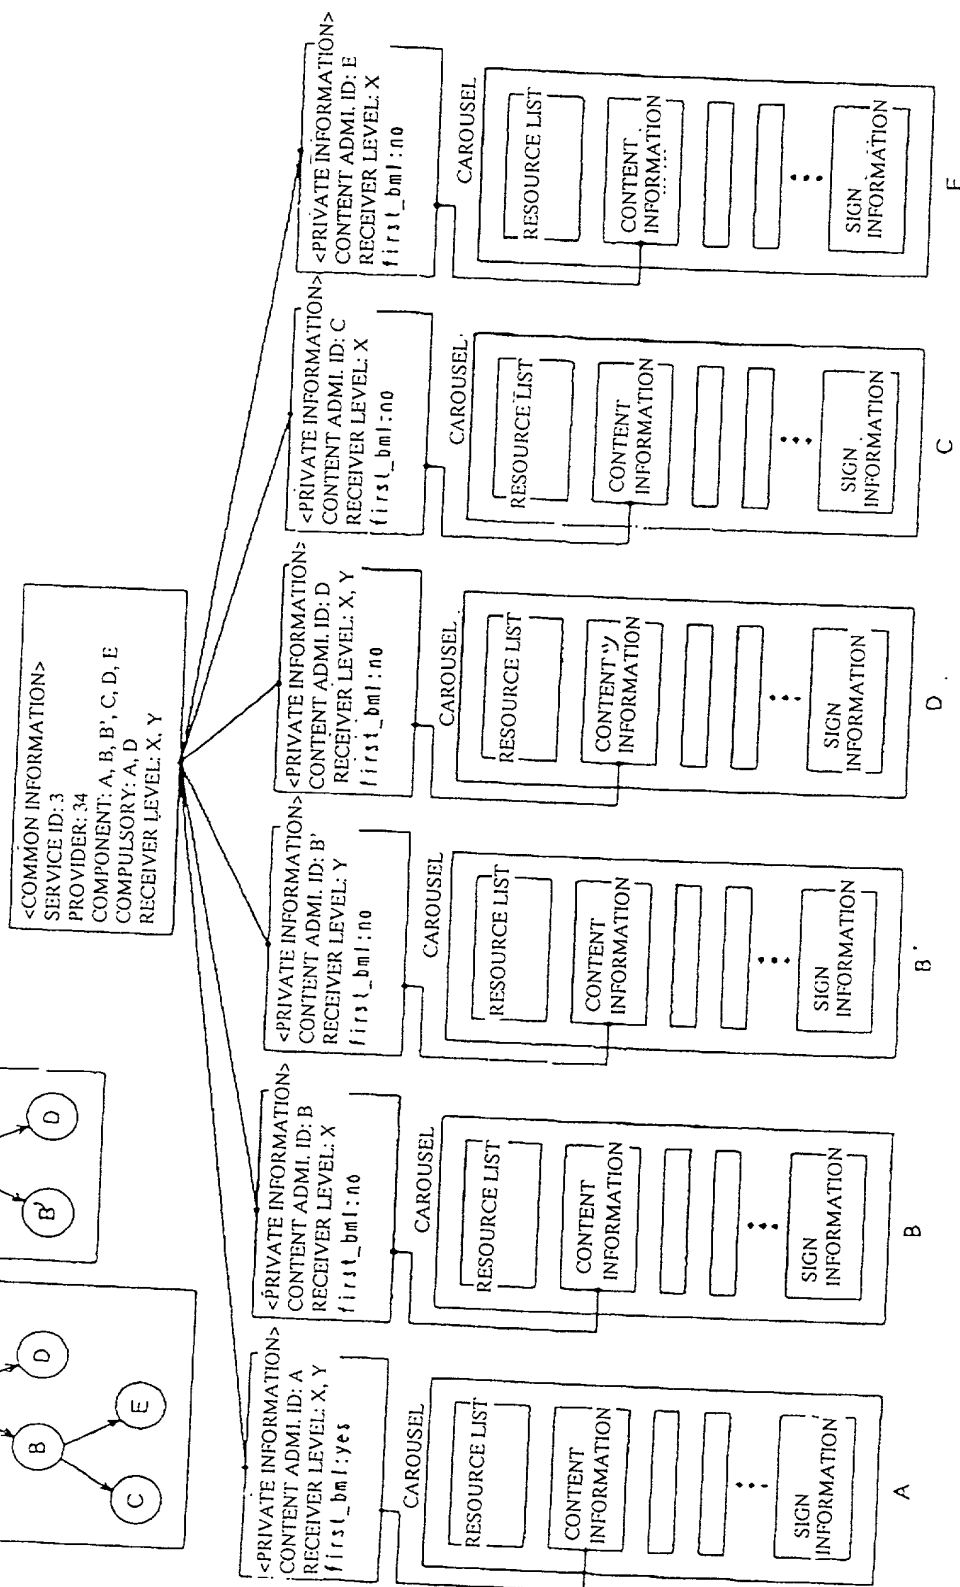 <COMMON INFORMATION>
SERVICE ID: 3
PROVIDER: 34
COMPONENT: A, B, B', C, D, E
COMPULSORY: A, D
RECEIVER LEVEL: X, Y
B
D
C
E
B'
D
<PRIVATE INFORMATION>
CONTENT ADMI. ID: A
RECEIVER LEVEL: X, Y
first_bml:yes
CAROUSEL
RESOURCE LIST
CONTENT
INFORMATION
SIGN
INFORMATION
A
<PRIVATE INFORMATION>
CONTENT ADMI. ID: B
RECEIVER LEVEL: X
first_bml:no
CAROUSEL
RESOURCE LIST
CONTENT
INFORMATION
SIGN
INFORMATION
B
<PRIVATE INFORMATION>
CONTENT ADMI. ID: B'
RECEIVER LEVEL: Y
first_bml:no
CAROUSEL
RESOURCE LIST
CONTENT
INFORMATION
SIGN
INFORMATION
B'
<PRIVATE INFORMATION>
CONTENT ADMI. ID: D
RECEIVER LEVEL: X, Y
first_bml:no
CAROUSEL
RESOURCE LIST
CONTENT
INFORMATION
SIGN
INFORMATION
D
<PRIVATE INFORMATION>
CONTENT ADMI. ID: C
RECEIVER LEVEL: X
first_bml:no
CAROUSEL
RESOURCE LIST
CONTENT
INFORMATION
SIGN
INFORMATION
C
<PRIVATE INFORMATION>
CONTENT ADMI. ID: E
RECEIVER LEVEL: X
first_bml:no
CAROUSEL
RESOURCE LIST
CONTENT
INFORMATION
SIGN
INFORMATION